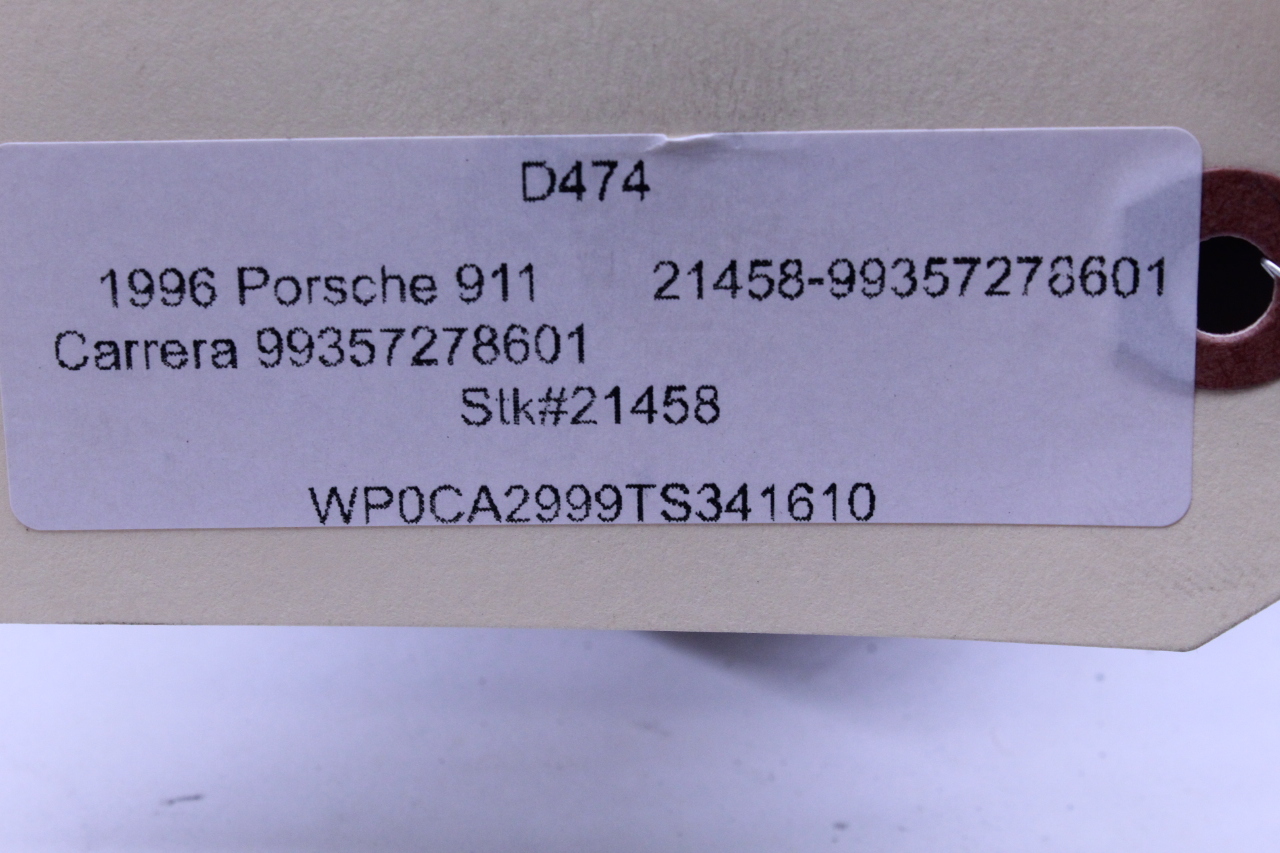 D474
1996 Porsche 911 21458-99357278601
Carrera 99357278601
Stk#21458
WP0CA2999TS341610